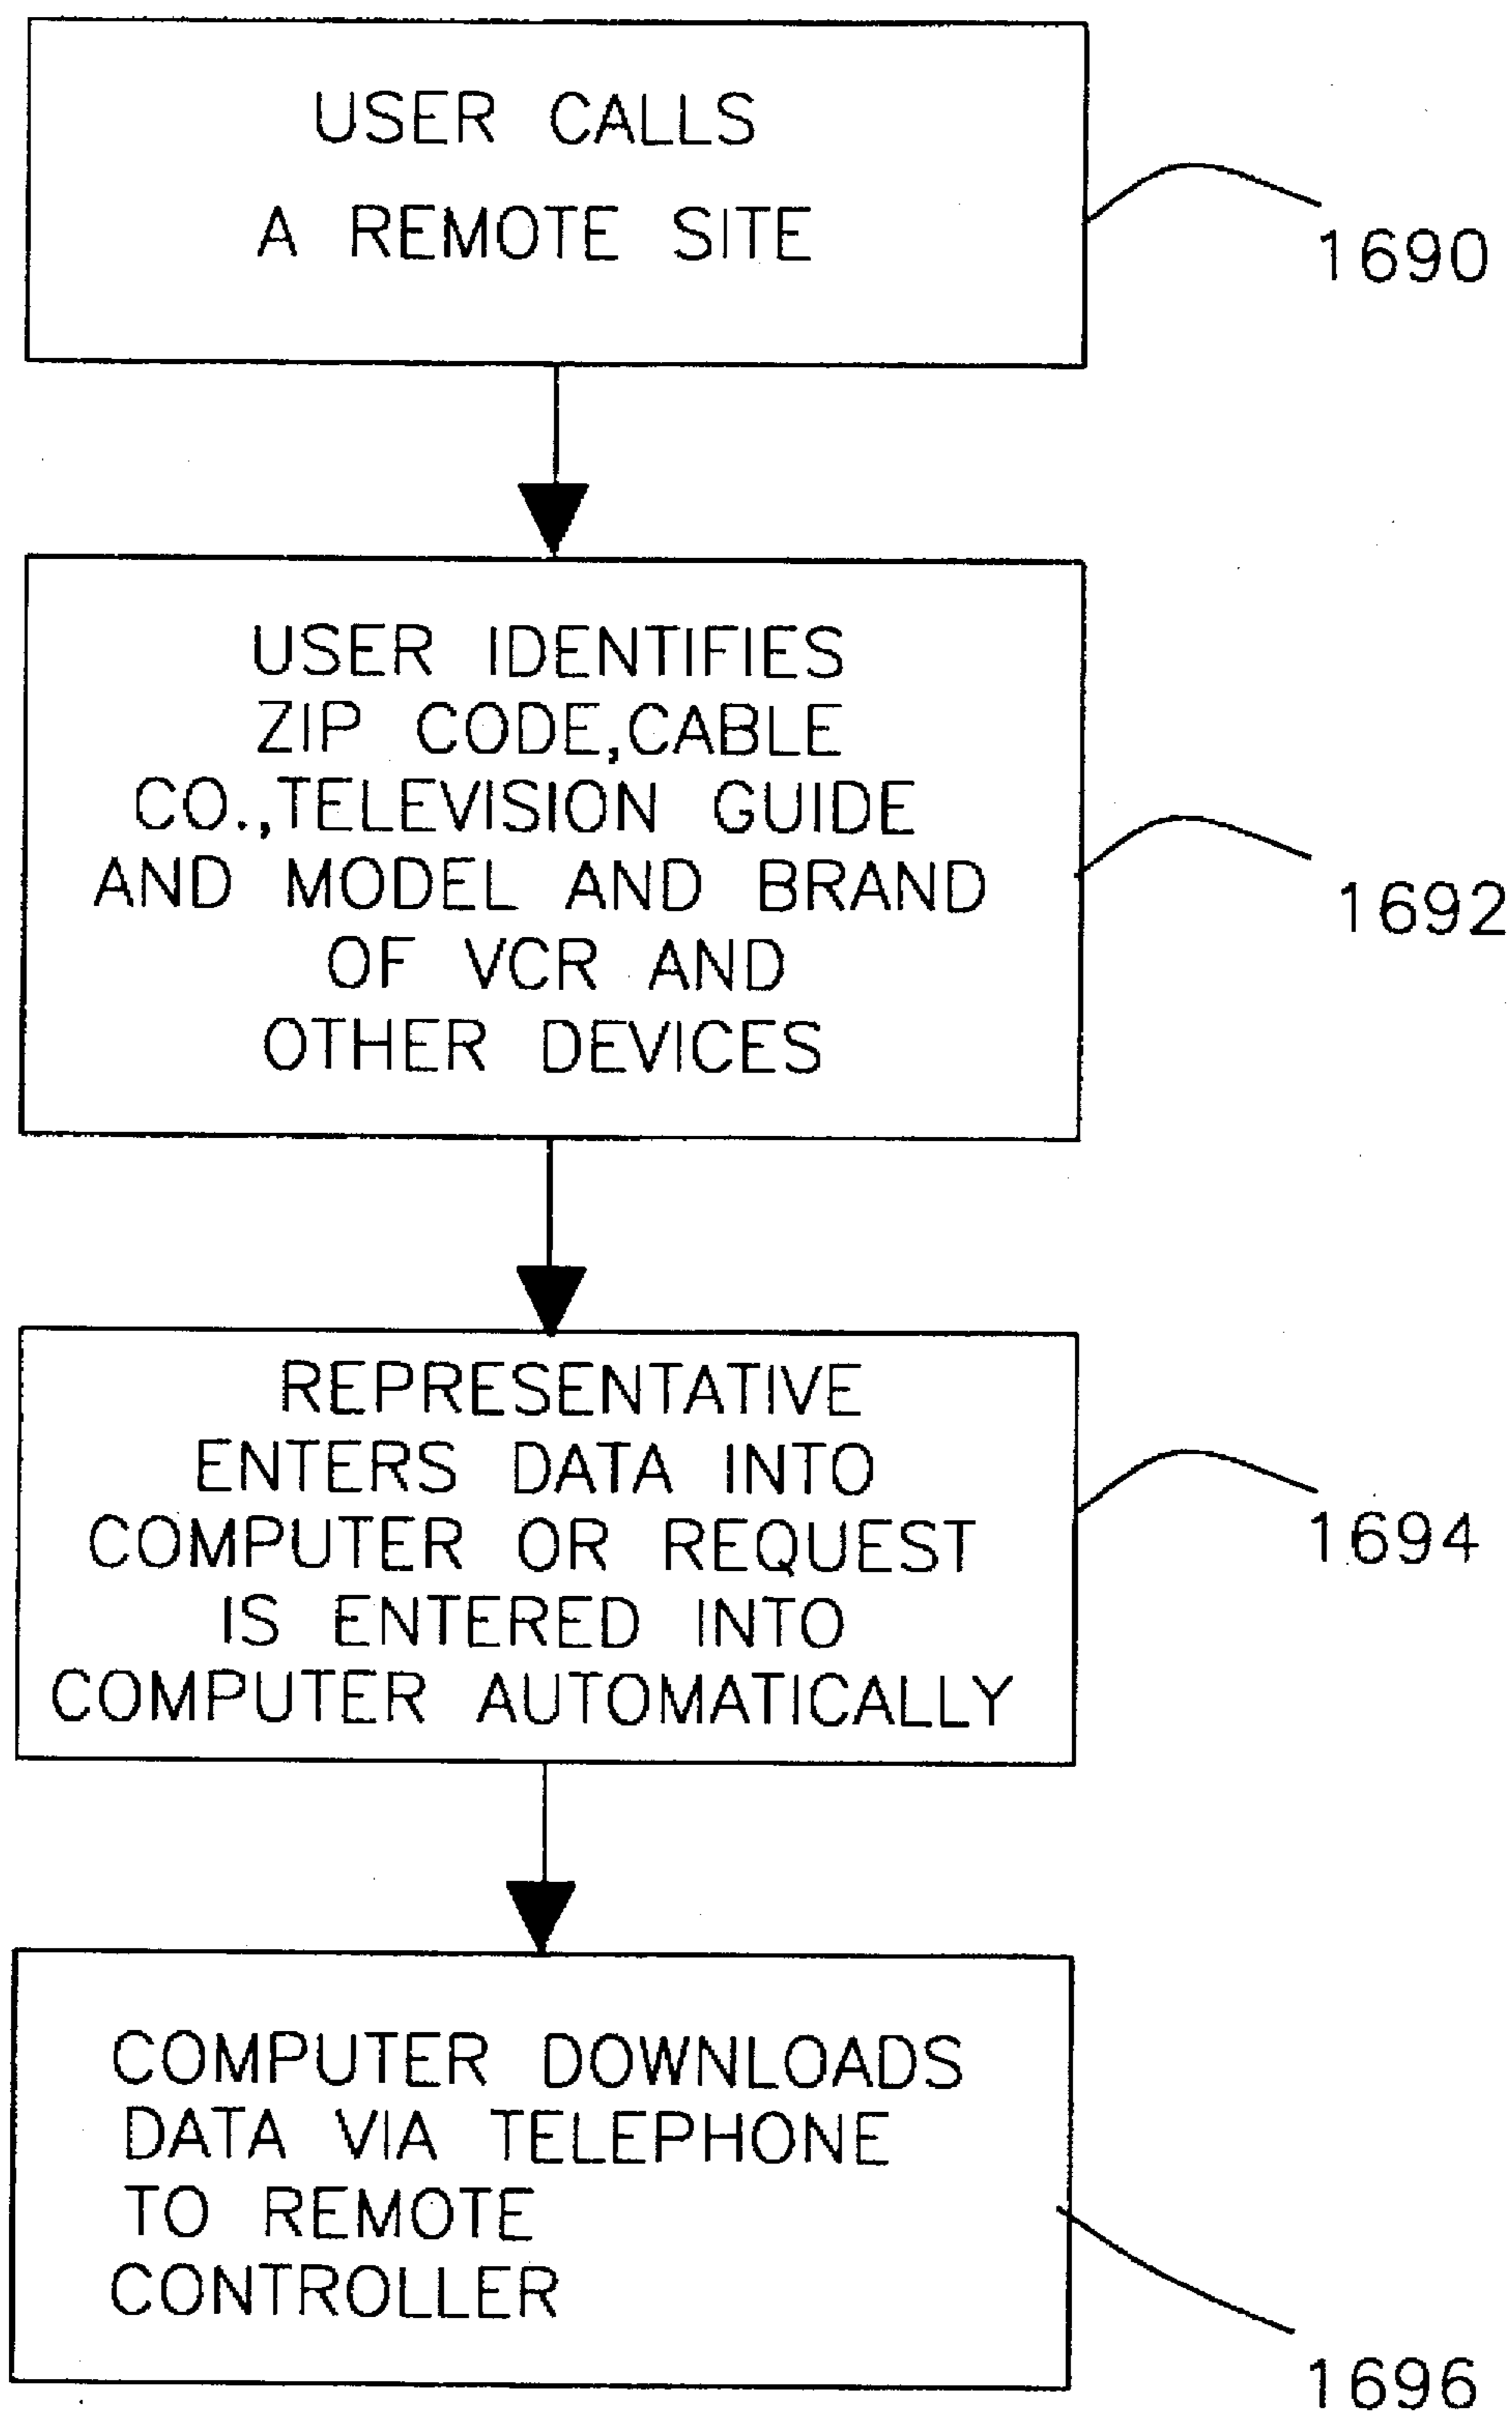 USER CALLS
A REMOTE SITE
1690
USER IDENTIFIES
ZIP CODE,CABLE
CO.,TELEVISION GUIDE
AND MODEL AND BRAND
OF VCR AND
OTHER DEVICES
1692
REPRESENTATIVE
ENTERS DATA INTO
COMPUTER OR REQUEST
IS ENTERED INTO
COMPUTER AUTOMATICALLY
1694
COMPUTER DOWNLOADS
DATA VIA TELEPHONE
TO REMOTE
CONTROLLER
1696